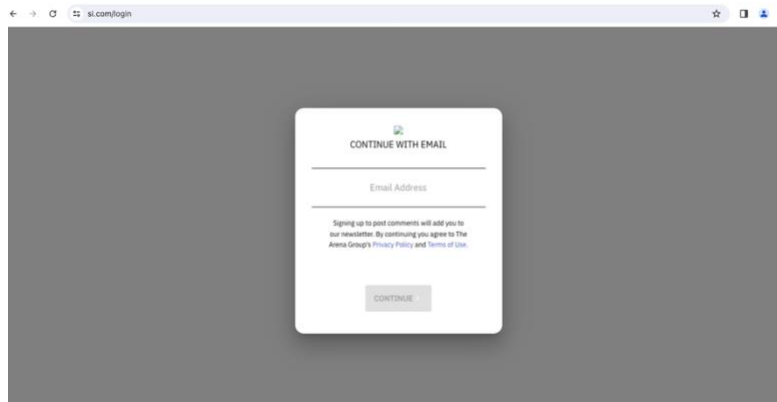 si.com/login
CONTINUE WITH EMAIL
Email Address
Signing up to post comments will add you to
our newsletter. By continuing you agree to The
Arena Group's Privacy Policy and Terms of Use.
CONTINUE